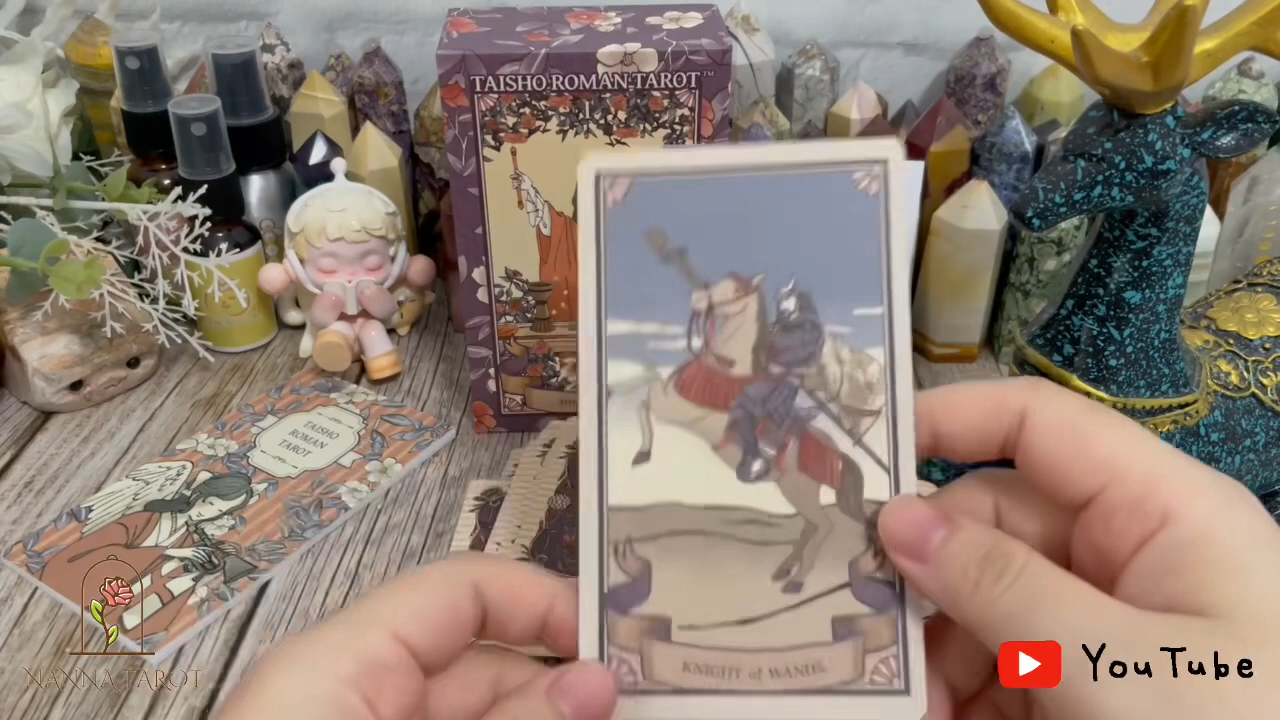 TAISHO ROMAN TAROT™
TAISHO
ROMAN
TAROT
KNIGHT of WANDS
NANNA TAROT
YouTube